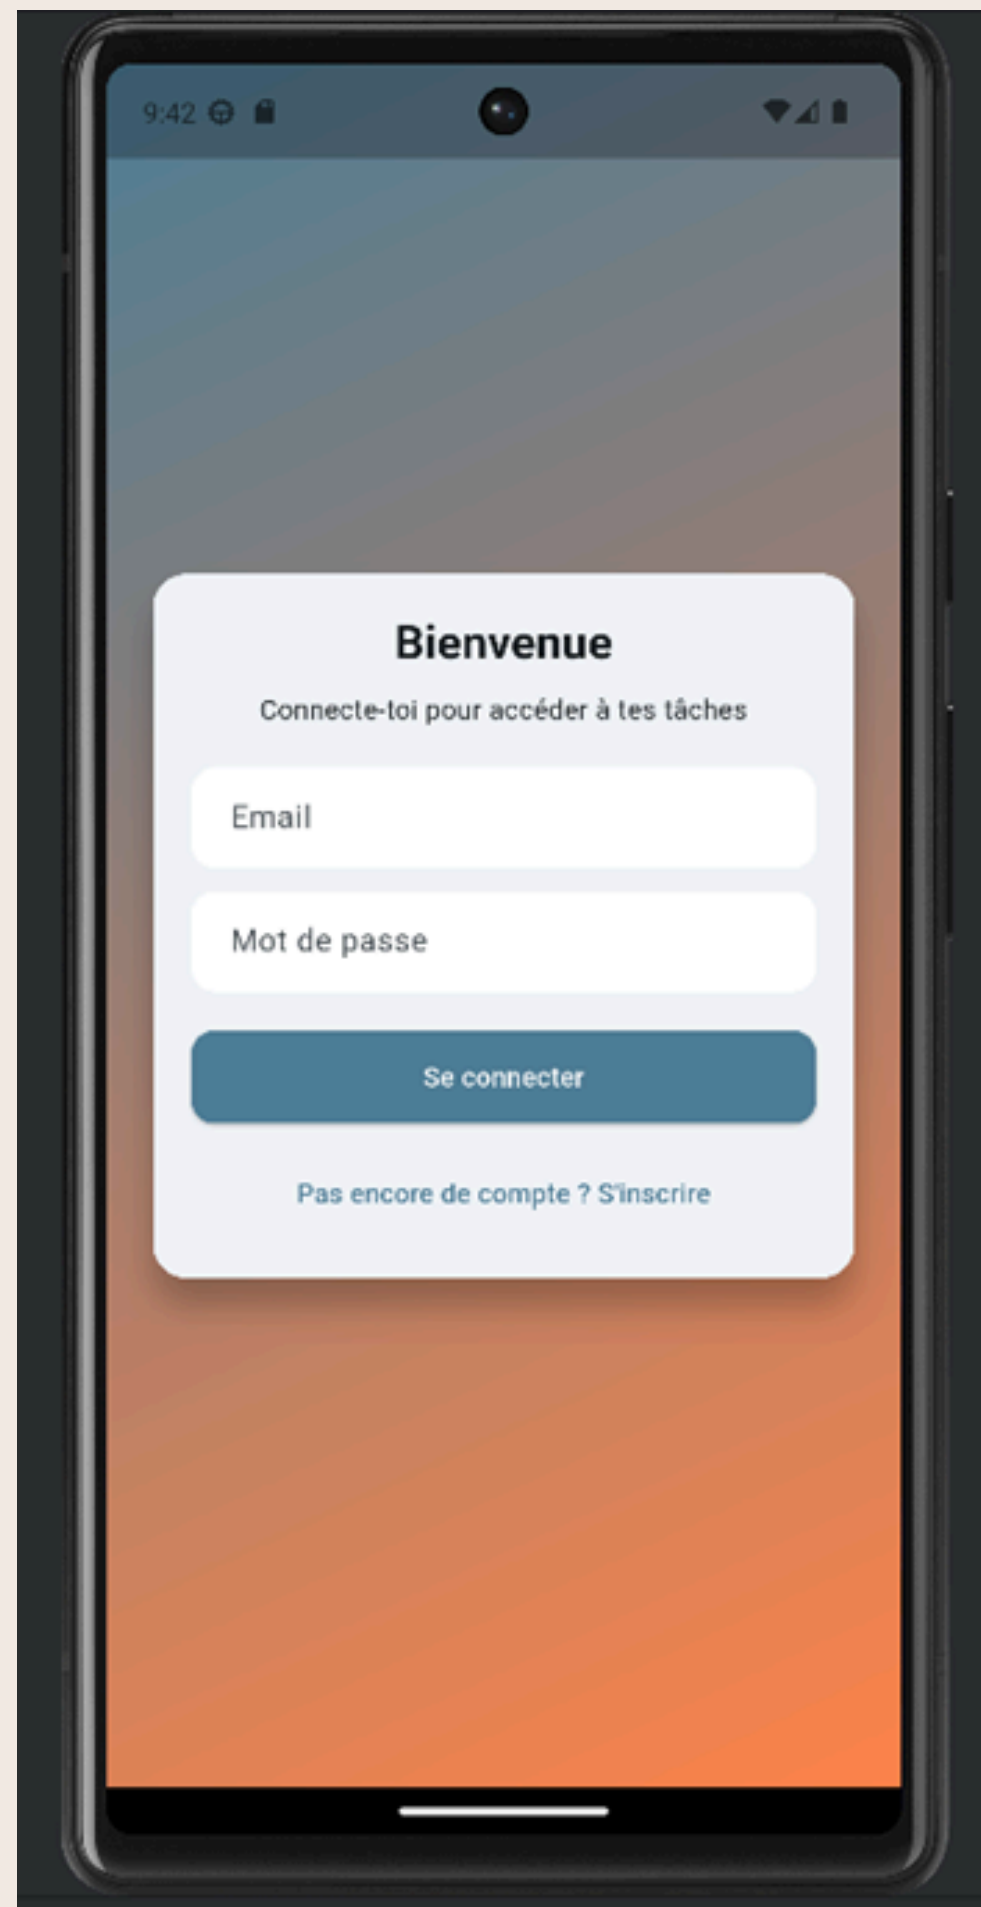 9:42
Bienvenue
Connecte-toi pour accéder à tes tâches
Email
Mot de passe
Se connecter
Pas encore de compte ? S'inscrire